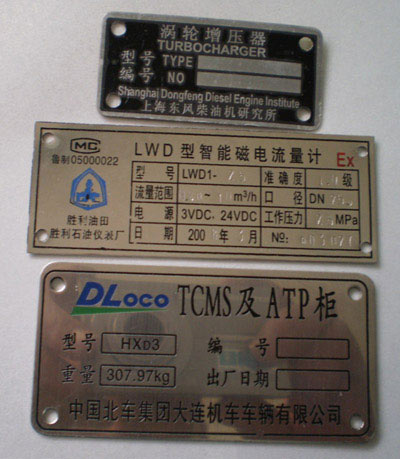 涡轮增压器
TURBOCHARGER
型号 TYPE
编号 NO
Shanghai Dongfeng Diesel Engine Institute
上海东风柴油机研究所
MC
鲁制05000022
胜利油田
胜利石油仪表厂
LWD 型智能磁电流量计 Ex
型号 LWD1- 准确度 级
流量范围 m³/h 口径 DN
电源 3VDC, 24VDC 工作压力 MPa
日期 200 年 月 №:
DLoco TCMS及ATP柜
型号 HXD3 编号
重量 307.97kg 出厂日期
中国北车集团大连机车车辆有限公司